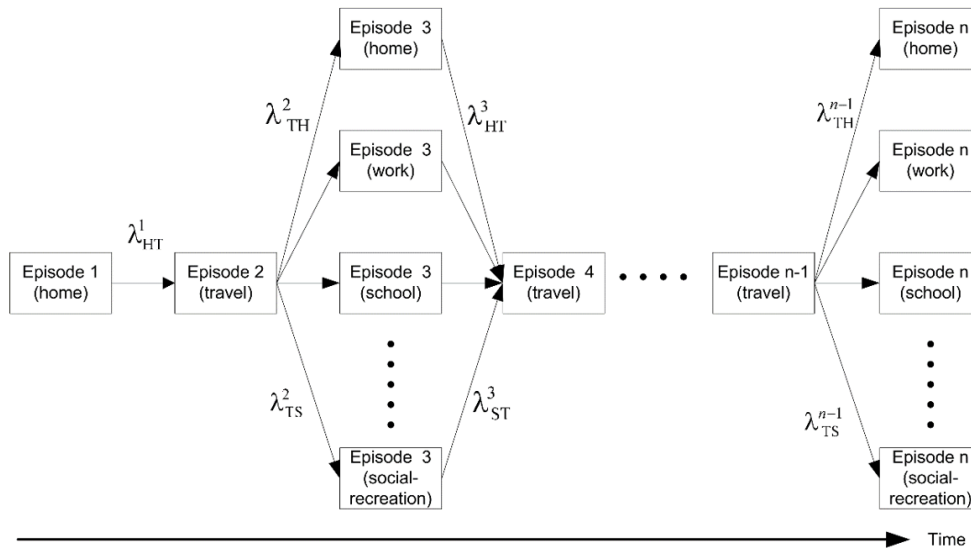 Episode 3
(home)
Episode n
(home)
λ²TH
λ³HT
λⁿ⁻¹TH
Episode 3
(work)
Episode n
(work)
λ¹HT
Episode 1
(home)
Episode 2
(travel)
Episode 3
(school)
Episode 4
(travel)
Episode n-1
(travel)
Episode n
(school)
λ²TS
λ³ST
λⁿ⁻¹TS
Episode 3
(social-
recreation)
Episode n
(social-
recreation)
Time